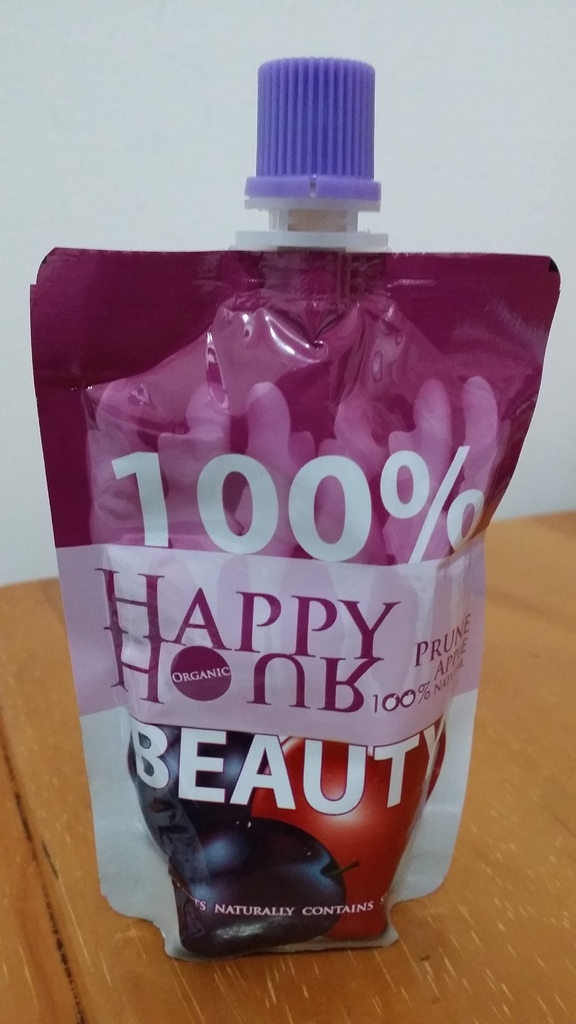 100%
HAPPY
HOUR
ORGANIC
PRUNE
APPLE
100% NATURAL
BEAUTY
NATURALLY CONTAINS